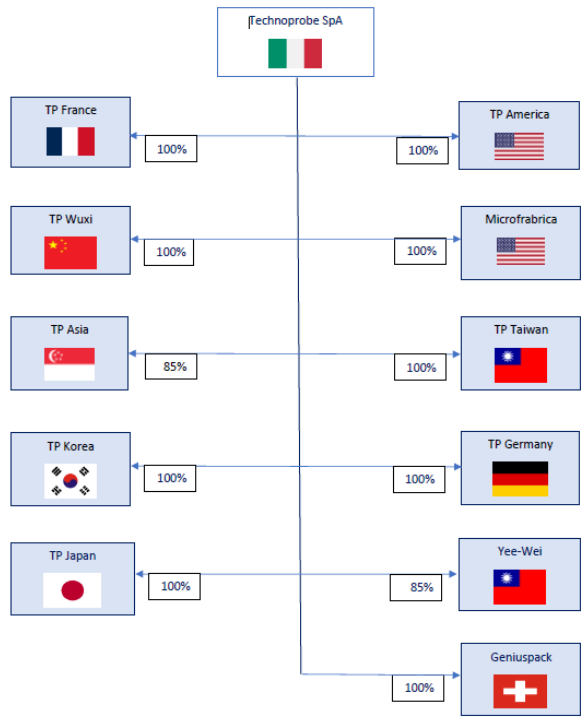 Technoprobe SpA
TP France
100%
TP America
100%
TP Wuxi
100%
Microfrabrica
100%
TP Asia
85%
TP Taiwan
100%
TP Korea
100%
TP Germany
100%
TP Japan
100%
Yee-Wei
85%
Geniuspack
100%